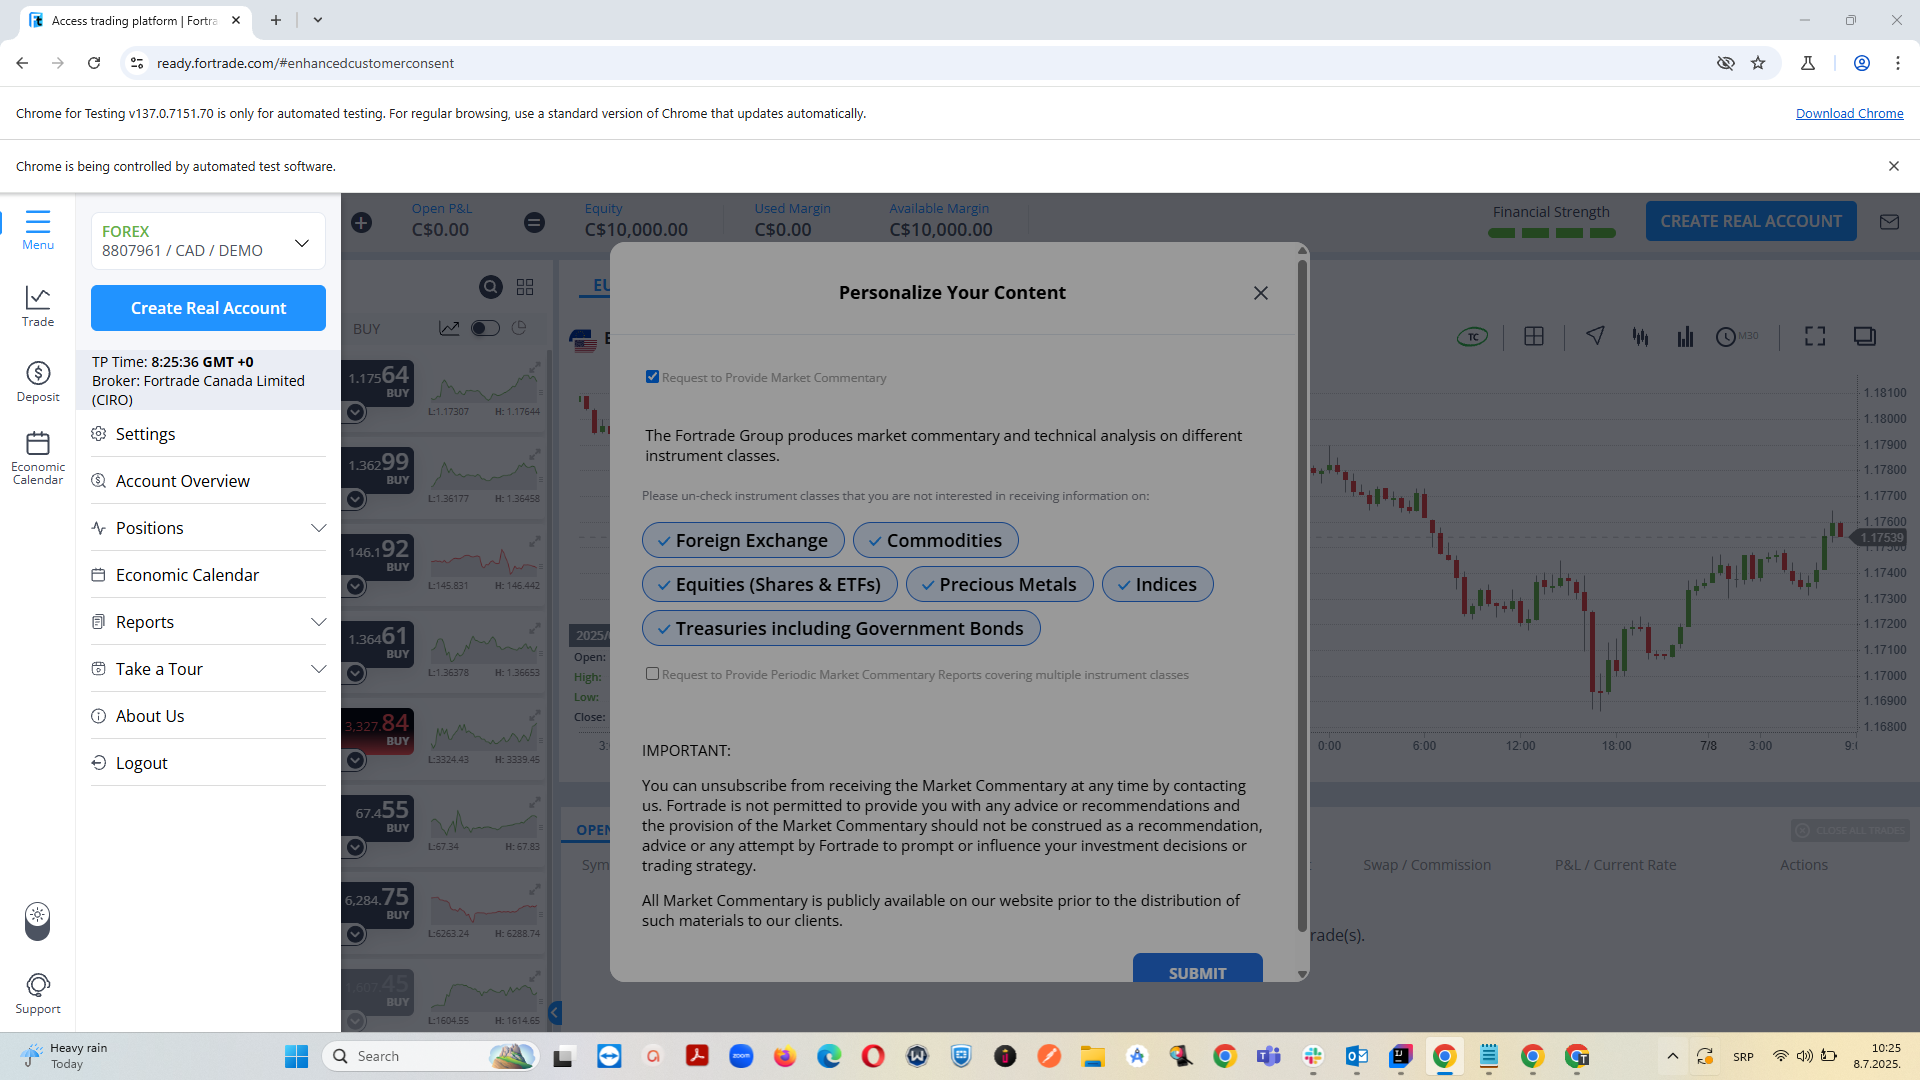 Access trading platform | Fortra
ready.fortrade.com/#enhancedcustomerconsent
Chrome for Testing v137.0.7151.70 is only for automated testing. For regular browsing, use a standard version of Chrome that updates automatically.
Download Chrome
Chrome is being controlled by automated test software.
Menu
Trade
Deposit
Economic
Calendar
Support
FOREX
8807961 / CAD / DEMO
Create Real Account
TP Time: 8:25:36 GMT +0
Broker: Fortrade Canada Limited
(CIRO)
Settings
Account Overview
Positions
Economic Calendar
Reports
Take a Tour
About Us
Logout
Open P&L
C$0.00
Equity
C$10,000.00
Used Margin
C$0.00
Available Margin
C$10,000.00
Financial Strength
CREATE REAL ACCOUNT
BUY
1.17564
BUY
L:1.17307 H: 1.17644
1.36299
BUY
L:1.36177 H: 1.36458
146.192
BUY
L:145.831 H: 146.442
1.36461
BUY
L:1.36378 H: 1.36653
3,327.84
BUY
L:3324.43 H: 3339.45
67.455
BUY
L:67.34 H: 67.83
6,284.75
BUY
L:6263.24 H: 6288.74
1,607.45
BUY
L:1604.55 H: 1614.65
EU
E
2025/
Open:
High:
Low:
Close:
3:
OPEN
Sym
Personalize Your Content
Request to Provide Market Commentary
The Fortrade Group produces market commentary and technical analysis on different
instrument classes.
Please un-check instrument classes that you are not interested in receiving information on:
Foreign Exchange
Commodities
Equities (Shares & ETFs)
Precious Metals
Indices
Treasuries including Government Bonds
Request to Provide Periodic Market Commentary Reports covering multiple instrument classes
IMPORTANT:
You can unsubscribe from receiving the Market Commentary at any time by contacting
us. Fortrade is not permitted to provide you with any advice or recommendations and
the provision of the Market Commentary should not be construed as a recommendation,
advice or any attempt by Fortrade to prompt or influence your investment decisions or
trading strategy.
All Market Commentary is publicly available on our website prior to the distribution of
such materials to our clients.
SUBMIT
TC
M30
1.18100
1.18000
1.17900
1.17800
1.17700
1.17600
1.17539
1.17500
1.17400
1.17300
1.17200
1.17100
1.17000
1.16900
1.16800
0:00 6:00 12:00 18:00 7/8 3:00 9:
CLOSE ALL TRADES
Swap / Commission
P&L / Current Rate
Actions
rade(s).
Heavy rain
Today
Search
zoom
SRP
10:25
8.7.2025.